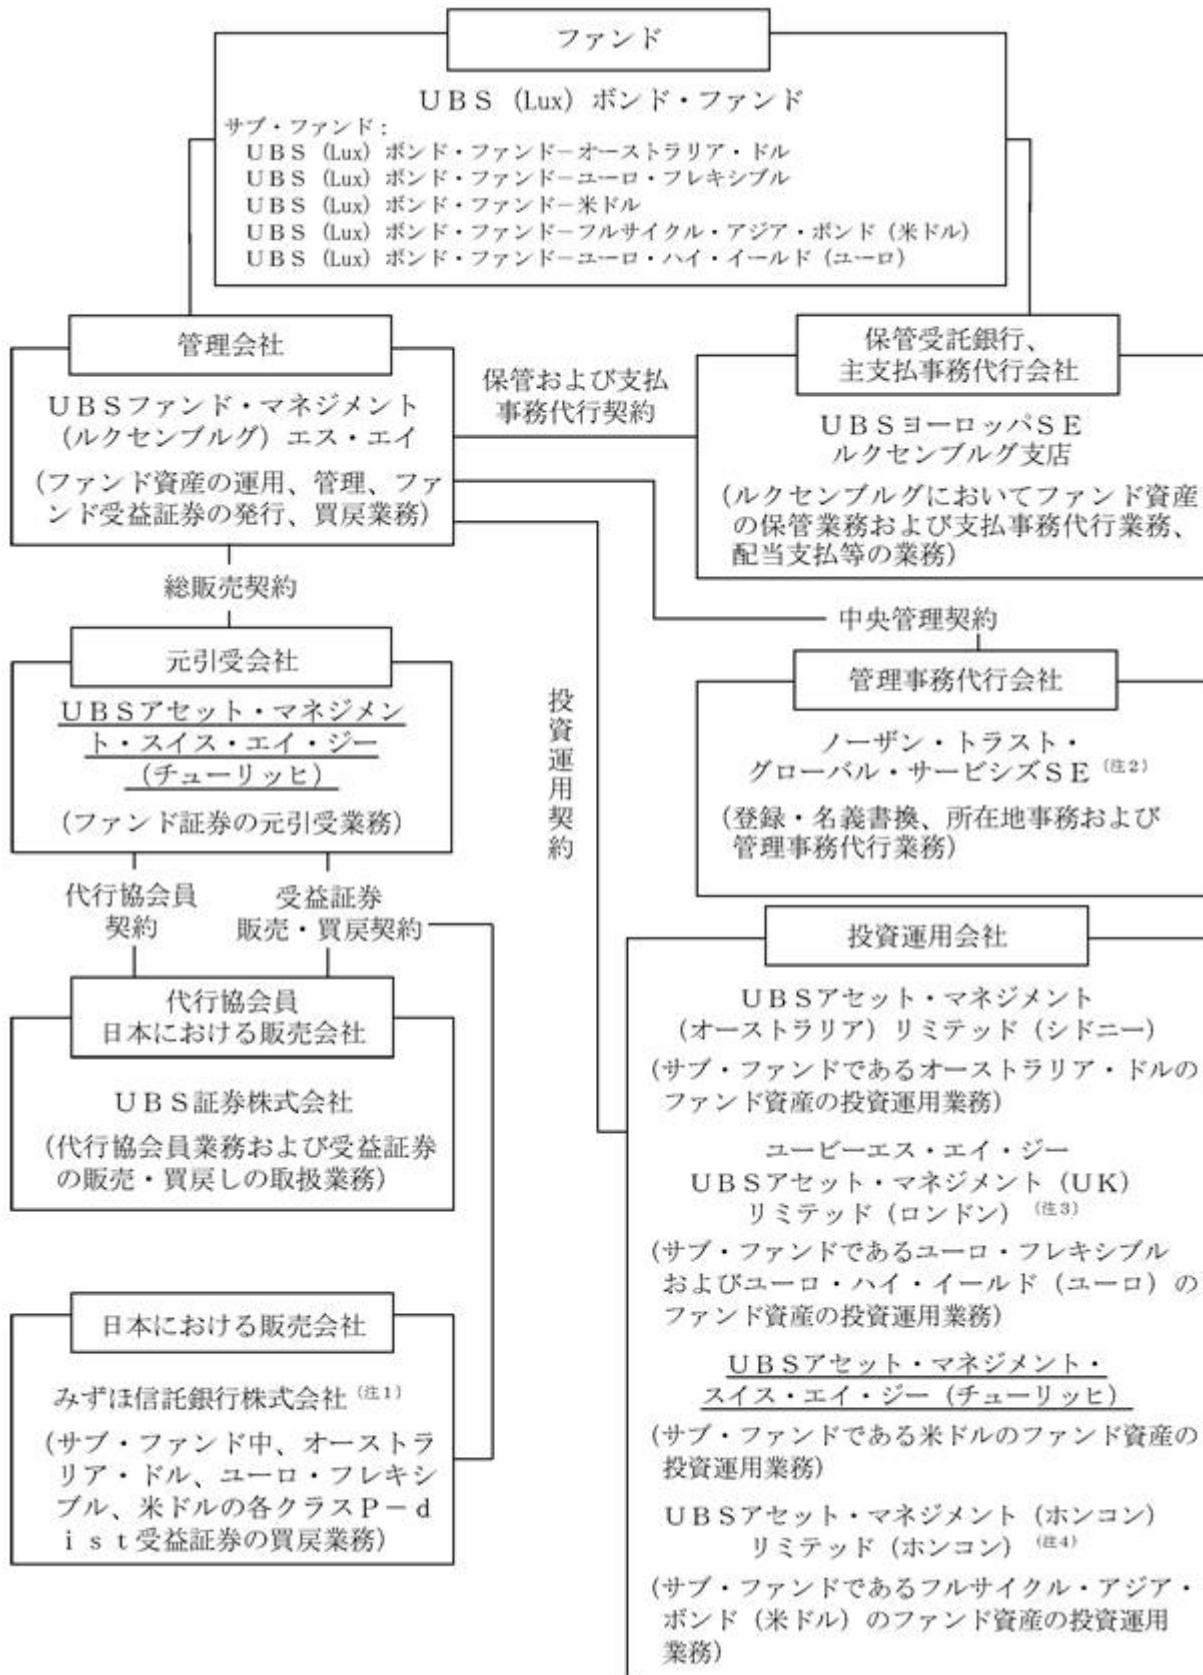 ファンド
ＵＢＳ（Lux）ボンド・ファンド
サブ・ファンド：
ＵＢＳ（Lux）ボンド・ファンド－オーストラリア・ドル
ＵＢＳ（Lux）ボンド・ファンド－ユーロ・フレキシブル
ＵＢＳ（Lux）ボンド・ファンド－米ドル
ＵＢＳ（Lux）ボンド・ファンド－フルサイクル・アジア・ボンド（米ドル）
ＵＢＳ（Lux）ボンド・ファンド－ユーロ・ハイ・イールド（ユーロ）
管理会社
ＵＢＳファンド・マネジメント
（ルクセンブルグ）エス・エイ
（ファンド資産の運用、管理、ファ
ンド受益証券の発行、買戻業務）
保管および支払
事務代行契約
保管受託銀行、
主支払事務代行会社
ＵＢＳヨーロッパＳＥ
ルクセンブルグ支店
（ルクセンブルグにおいてファンド資産
の保管業務および支払事務代行業務、
配当支払等の業務）
総販売契約
中央管理契約
元引受会社
ＵＢＳアセット・マネジメン
ト・スイス・エイ・ジー
（チューリッヒ）
（ファンド証券の元引受業務）
投資運用契約
管理事務代行会社
ノーザン・トラスト・
グローバル・サービシズＳＥ（注２）
（登録・名義書換、所在地事務および
管理事務代行業務）
代行協会員
契約
受益証券
販売・買戻契約
代行協会員
日本における販売会社
ＵＢＳ証券株式会社
（代行協会員業務および受益証券
の販売・買戻しの取扱業務）
日本における販売会社
みずほ信託銀行株式会社（注１）
（サブ・ファンド中、オーストラ
リア・ドル、ユーロ・フレキシ
ブル、米ドルの各クラスＰ－ｄ
ｉｓｔ受益証券の買戻業務）
投資運用会社
ＵＢＳアセット・マネジメント
（オーストラリア）リミテッド（シドニー）
（サブ・ファンドであるオーストラリア・ドルの
ファンド資産の投資運用業務）
ユービーエス・エイ・ジー
ＵＢＳアセット・マネジメント（ＵＫ）
リミテッド（ロンドン）（注３）
（サブ・ファンドであるユーロ・フレキシブル
およびユーロ・ハイ・イールド（ユーロ）の
ファンド資産の投資運用業務）
ＵＢＳアセット・マネジメント・
スイス・エイ・ジー（チューリッヒ）
（サブ・ファンドである米ドルのファンド資産の
投資運用業務）
ＵＢＳアセット・マネジメント（ホンコン）
リミテッド（ホンコン）（注４）
（サブ・ファンドであるフルサイクル・アジア・
ボンド（米ドル）のファンド資産の投資運用
業務）